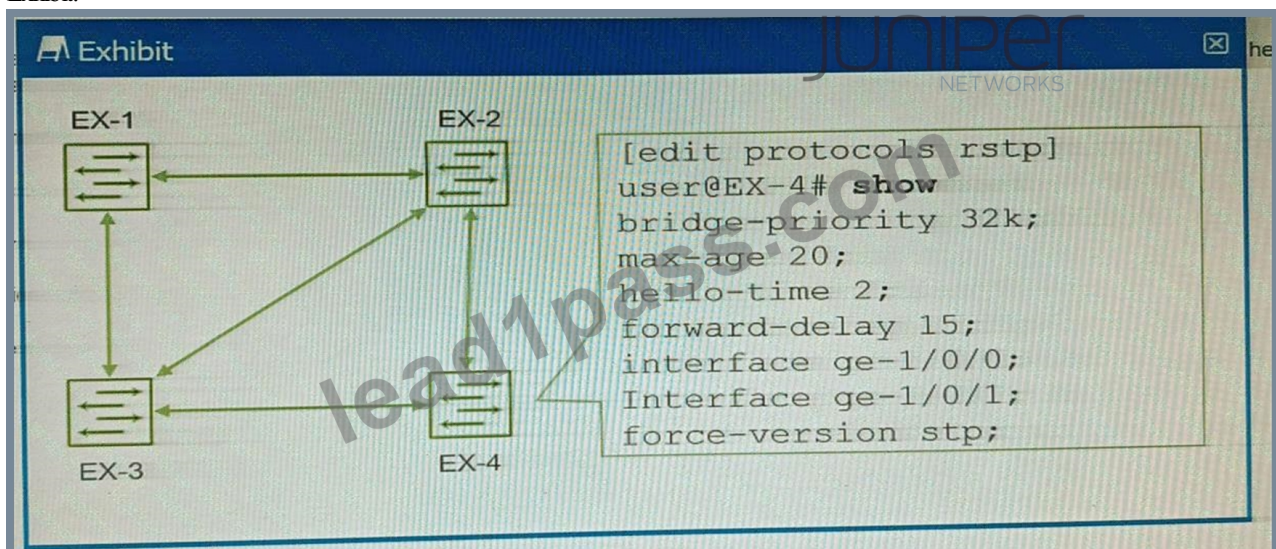 Exhibit
JUNIPer
NETWORKS
he
EX-1
EX-2
[edit protocols rstp]
user@EX-4# show
bridge-priority 32k;
max-age 20;
hello-time 2;
forward-delay 15;
interface ge-1/0/0;
Interface ge-1/0/1;
force-version stp;
EX-3
EX-4
lead1pass.com